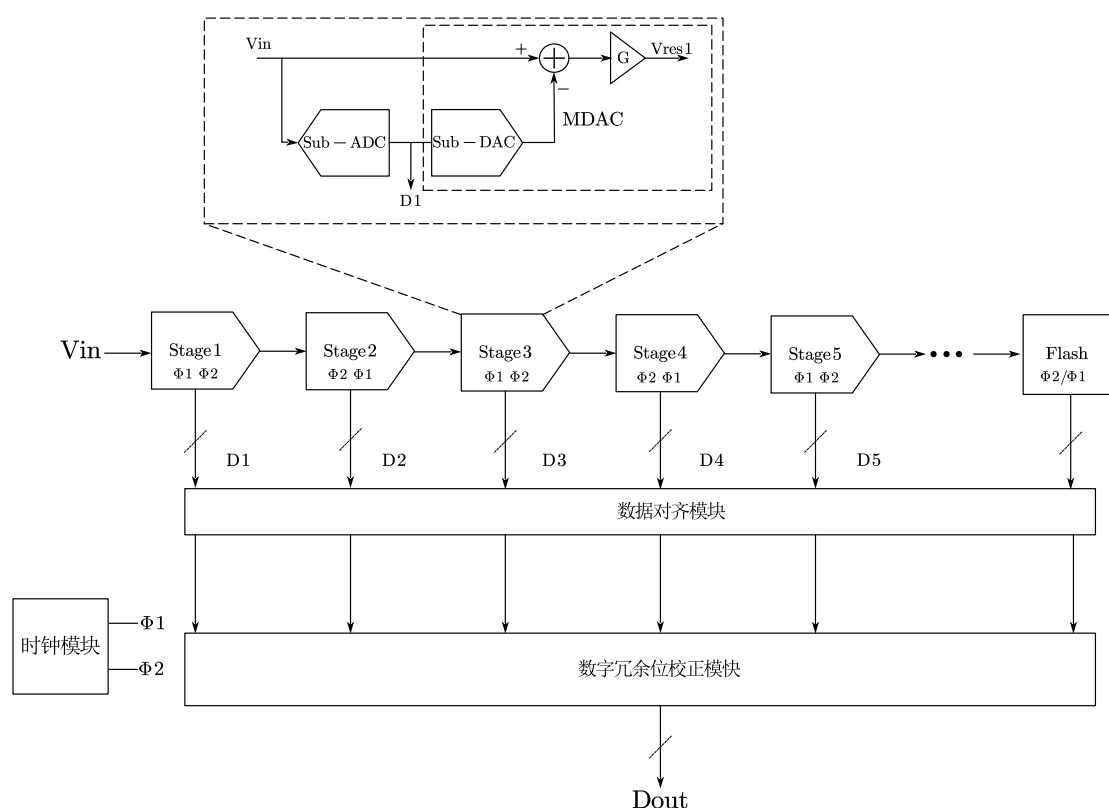 Vin
+
G
Vres1
−
MDAC
Sub−ADC
Sub−DAC
D1
Vin
Stage1
Φ1 Φ2
Stage2
Φ2 Φ1
Stage3
Φ1 Φ2
Stage4
Φ2 Φ1
Stage5
Φ1 Φ2
•••
Flash
Φ2/Φ1
D1
D2
D3
D4
D5
数据对齐模块
时钟模块
Φ1
Φ2
数字冗余位校正模快
Dout